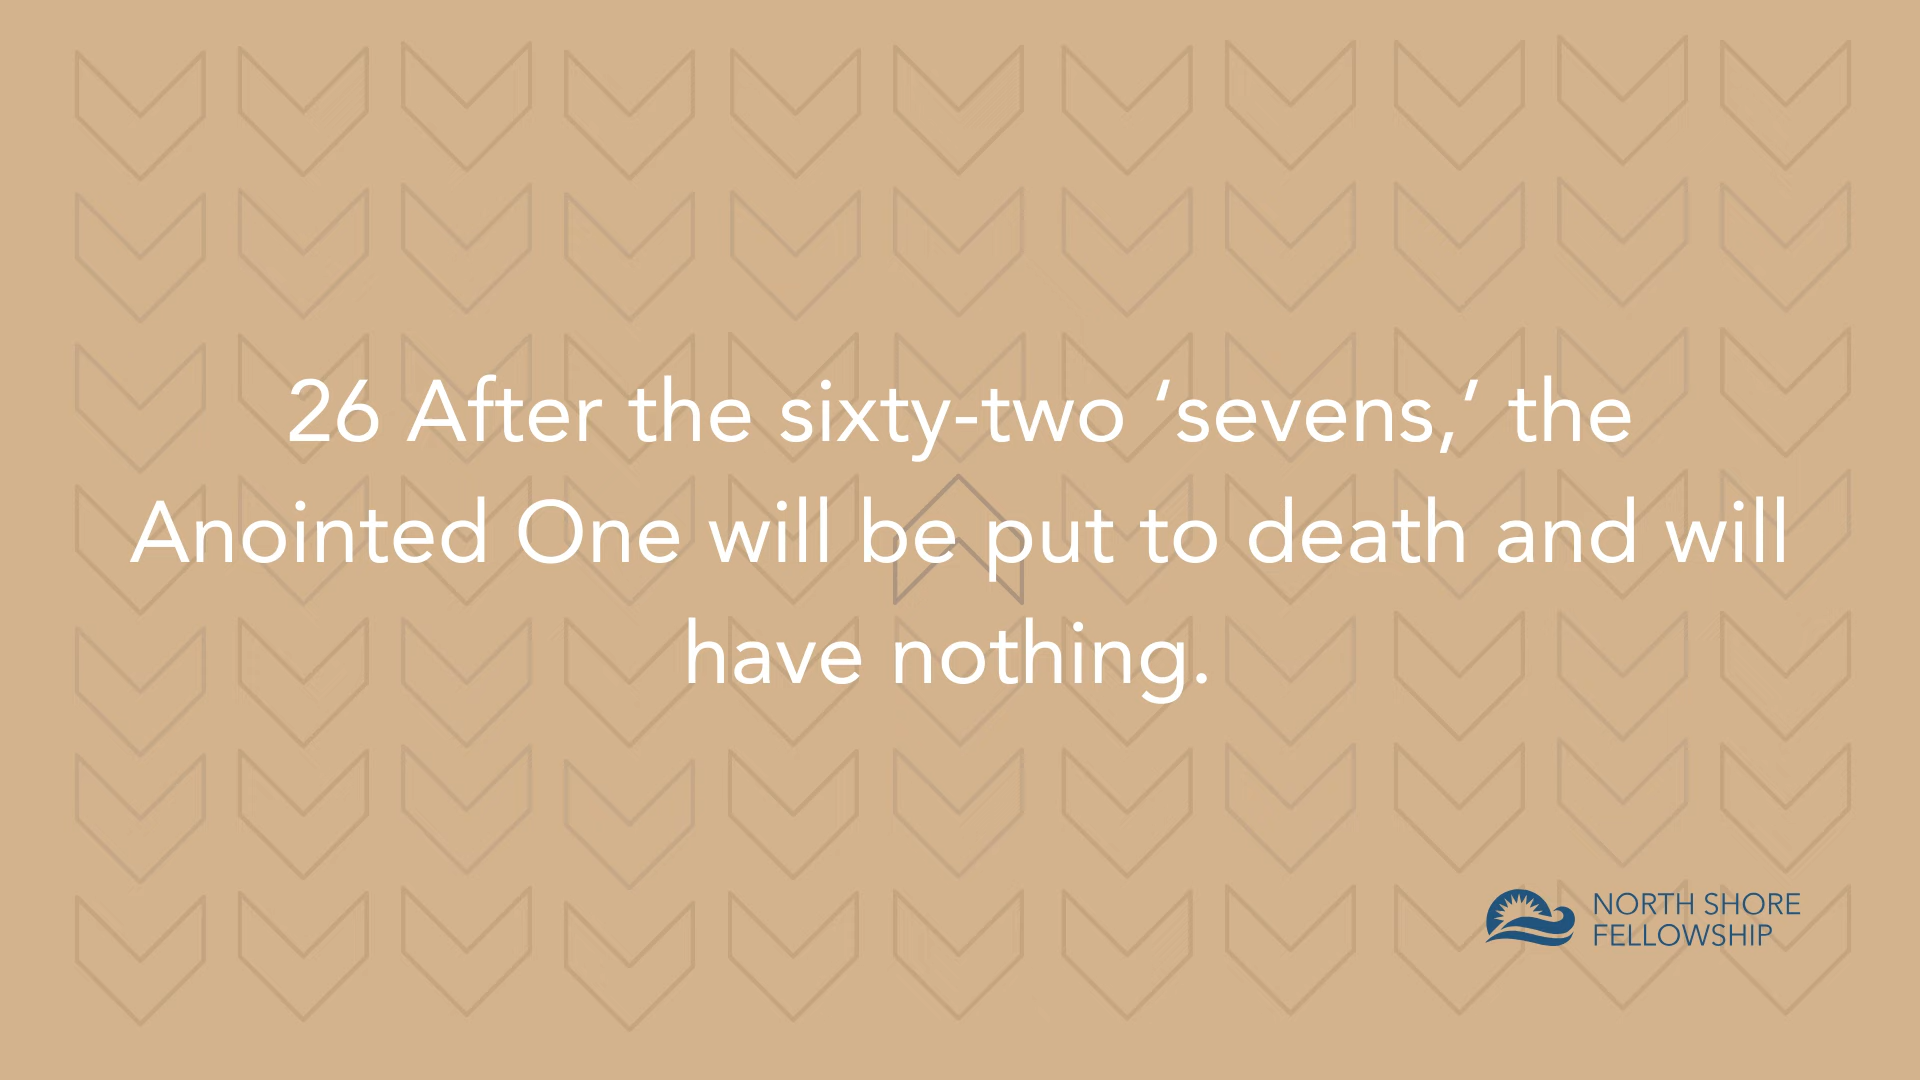 26 After the sixty-two ‘sevens,’ the
Anointed One will be put to death and will
have nothing.
NORTH SHORE
FELLOWSHIP